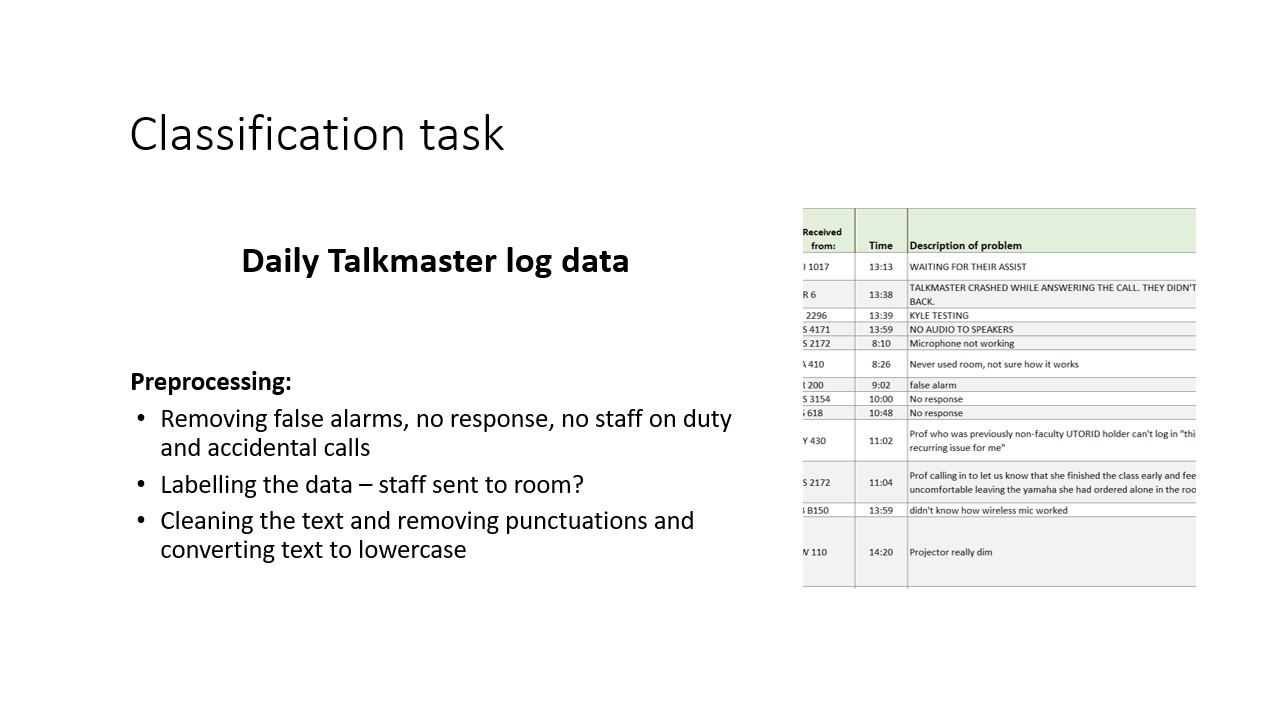 Classification task
Daily Talkmaster log data
Preprocessing:
• Removing false alarms, no response, no staff on duty
and accidental calls
• Labelling the data – staff sent to room?
• Cleaning the text and removing punctuations and
converting text to lowercase
Received
from: Time Description of problem
1017 13:13 WAITING FOR THEIR ASSIST
R 6 13:38 TALKMASTER CRASHED WHILE ANSWERING THE CALL. THEY DIDN'T
BACK.
2296 13:39 KYLE TESTING
S 4171 13:59 NO AUDIO TO SPEAKERS
S 2172 8:10 Microphone not working
A 410 8:26 Never used room, not sure how it works
200 9:02 false alarm
S 3154 10:00 No response
618 10:48 No response
Y 430 11:02 Prof who was previously non-faculty UTORID holder can't log in "thi
recurring issue for me"
S 2172 11:04 Prof calling in to let us know that she finished the class early and fee
uncomfortable leaving the yamaha she had ordered alone in the roo
B150 13:59 didn't know how wireless mic worked
110 14:20 Projector really dim